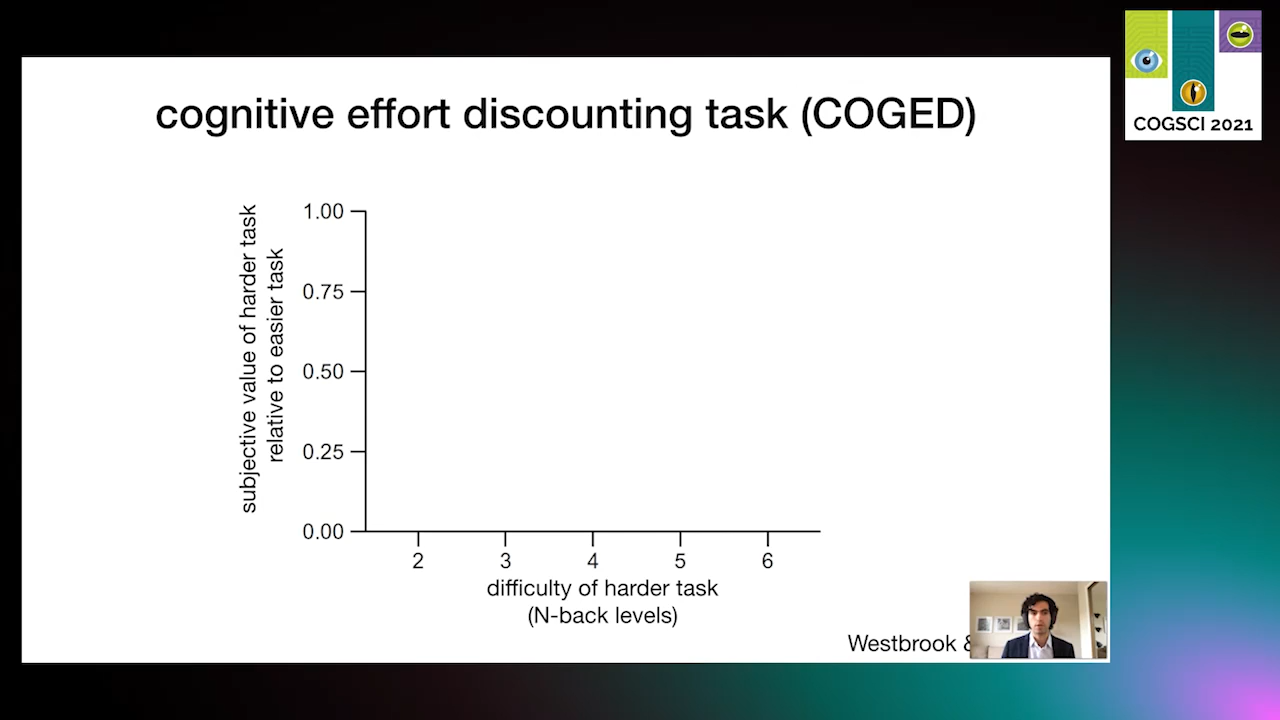 cognitive effort discounting task (COGED)
COGSCI 2021
subjective value of harder task
relative to easier task
1.00
0.75
0.50
0.25
0.00
2 3 4 5 6
difficulty of harder task
(N-back levels)
Westbrook &